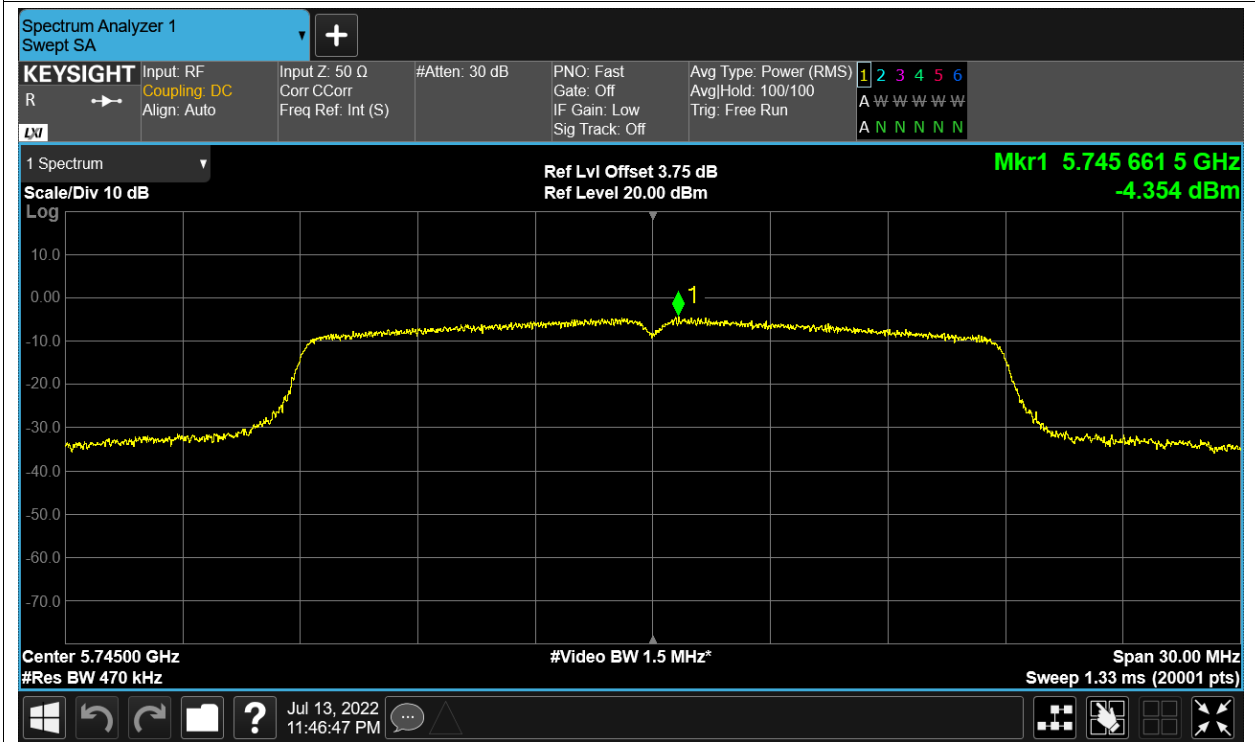 Spectrum Analyzer 1
Swept SA
KEYSIGHT
R
LXI
Input: RF
Coupling: DC
Align: Auto
Input Z: 50 Ω
Corr CCorr
Freq Ref: Int (S)
#Atten: 30 dB
PNO: Fast
Gate: Off
IF Gain: Low
Sig Track: Off
Avg Type: Power (RMS)
Avg|Hold: 100/100
Trig: Free Run
1 2 3 4 5 6
A W W W W W
A N N N N N
1 Spectrum
Scale/Div 10 dB
Log
Ref Lvl Offset 3.75 dB
Ref Level 20.00 dBm
Mkr1 5.745 661 5 GHz
-4.354 dBm
10.0
0.00
1
-10.0
-20.0
-30.0
-40.0
-50.0
-60.0
-70.0
Center 5.74500 GHz
#Res BW 470 kHz
#Video BW 1.5 MHz*
Span 30.00 MHz
Sweep 1.33 ms (20001 pts)
?
Jul 13, 2022
11:46:47 PM